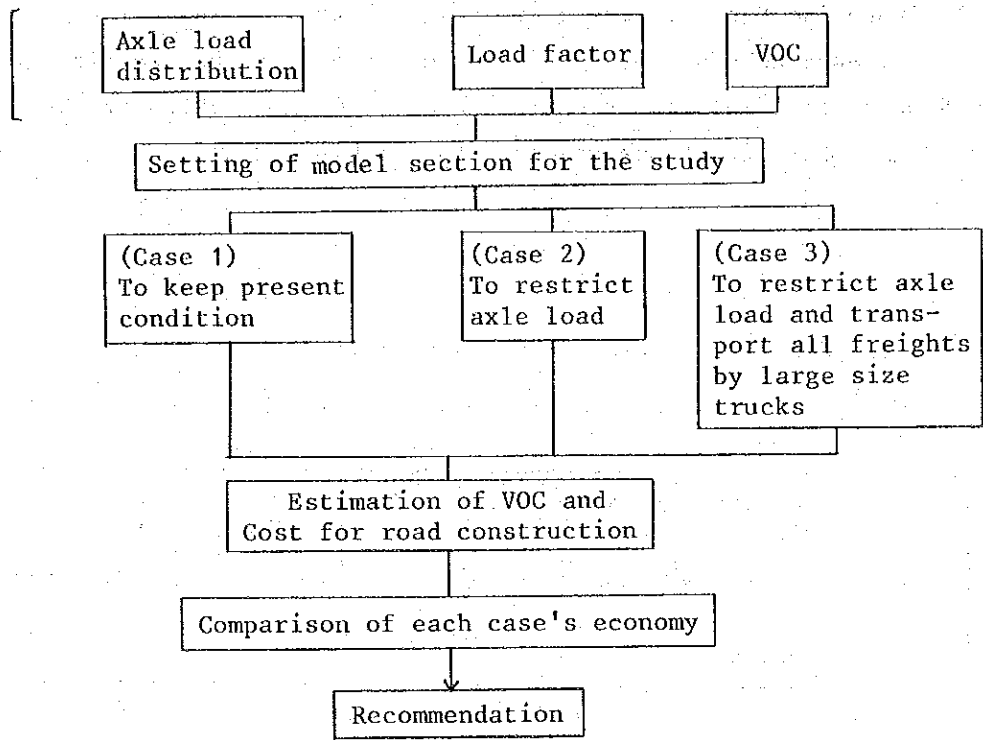 Axle load
distribution
Load factor
VOC
Setting of model section for the study
(Case 1)
To keep present
condition
(Case 2)
To restrict
axle load
(Case 3)
To restrict axle
load and trans-
port all freights
by large size
trucks
Estimation of VOC and
Cost for road construction
Comparison of each case's economy
Recommendation